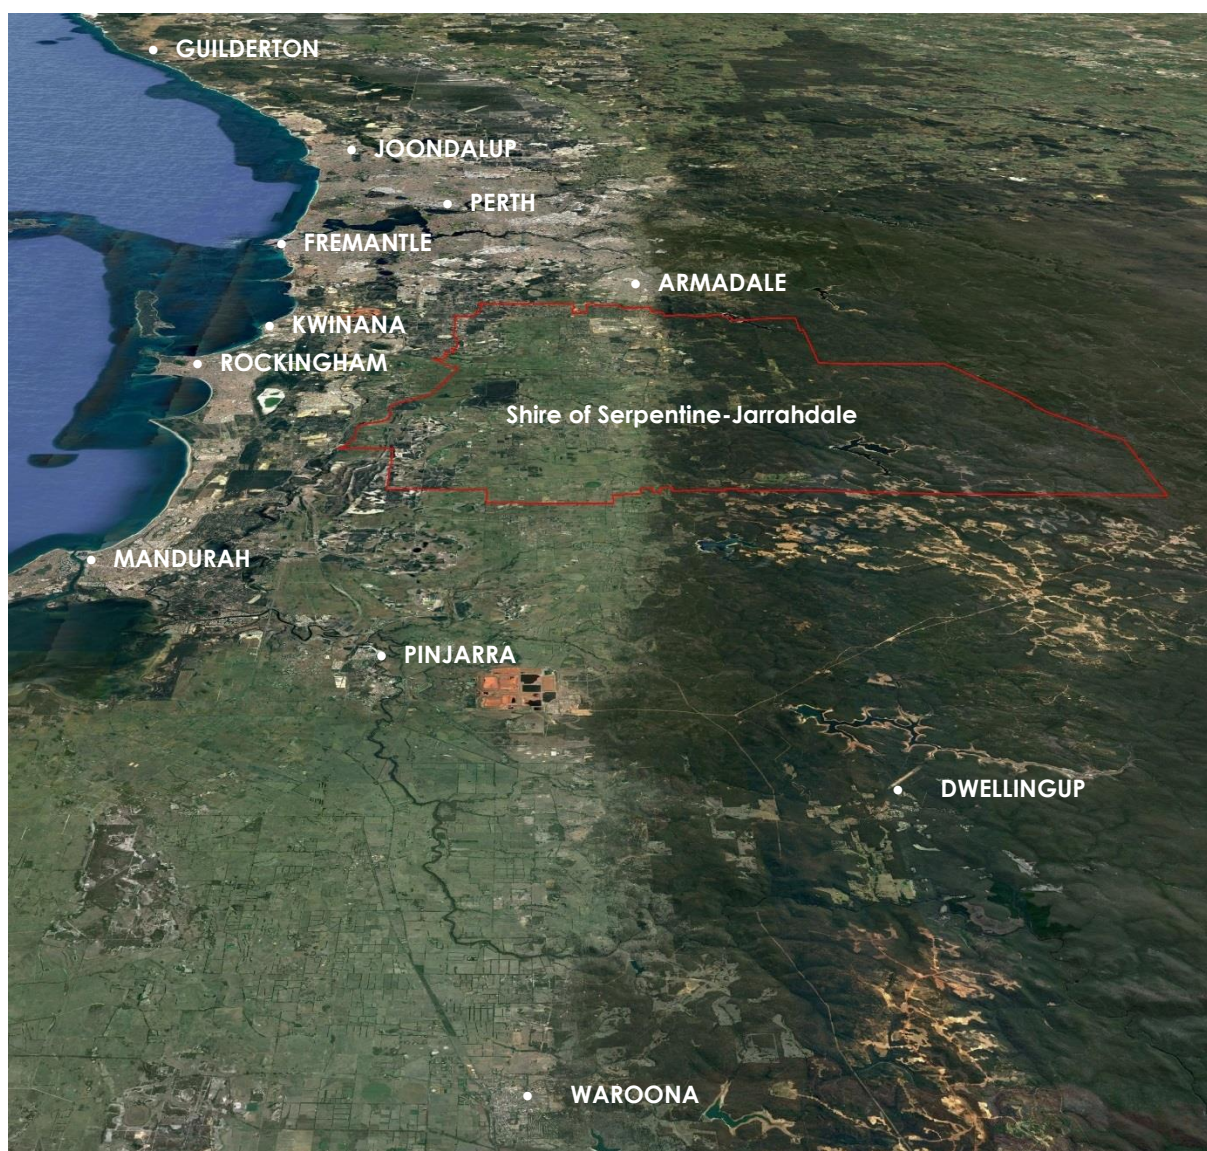 GUILDERTON
JOONDALUP
PERTH
FREMANTLE
ARMADALE
KWINANA
ROCKINGHAM
Shire of Serpentine-Jarrahdale
MANDURAH
PINJARRA
DWELLINGUP
WAROONA